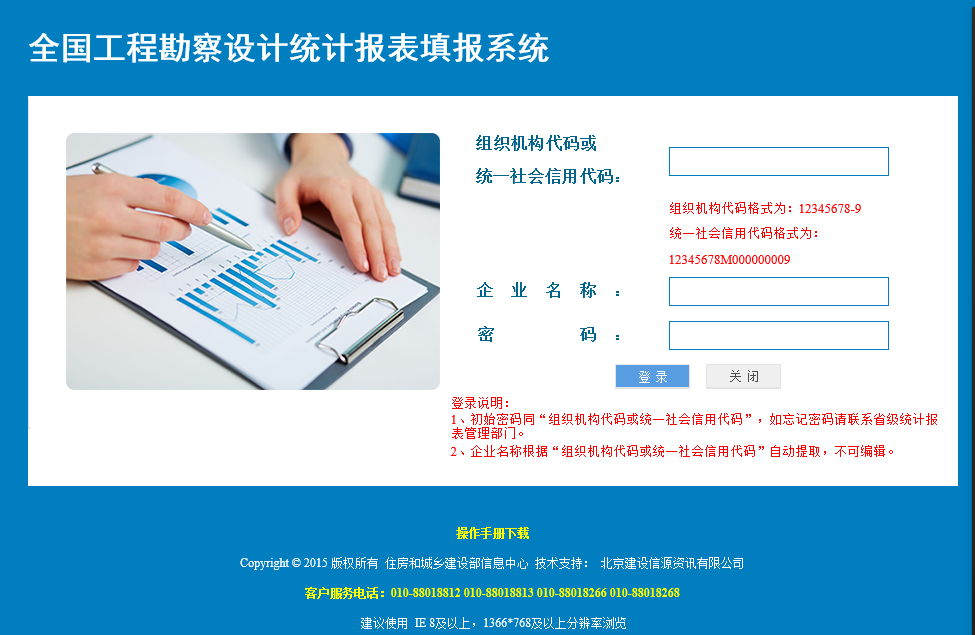 全国工程勘察设计统计报表填报系统
组织机构代码或
统一社会信用代码：
组织机构代码格式为：12345678-9
统一社会信用代码格式为：
12345678M000000009
企 业 名 称 ：
密 码 ：
登 录 关 闭
登录说明：
1、初始密码同“组织机构代码或统一社会信用代码”，如忘记密码请联系省级统计报
表管理部门。
2、企业名称根据“组织机构代码或统一社会信用代码”自动提取，不可编辑。
操作手册下载
Copyright © 2015 版权所有 住房和城乡建设部信息中心 技术支持： 北京建设信源资讯有限公司
客户服务电话：010-88018812 010-88018813 010-88018266 010-88018268
建议使用 IE 8及以上，1366*768及以上分辨率浏览